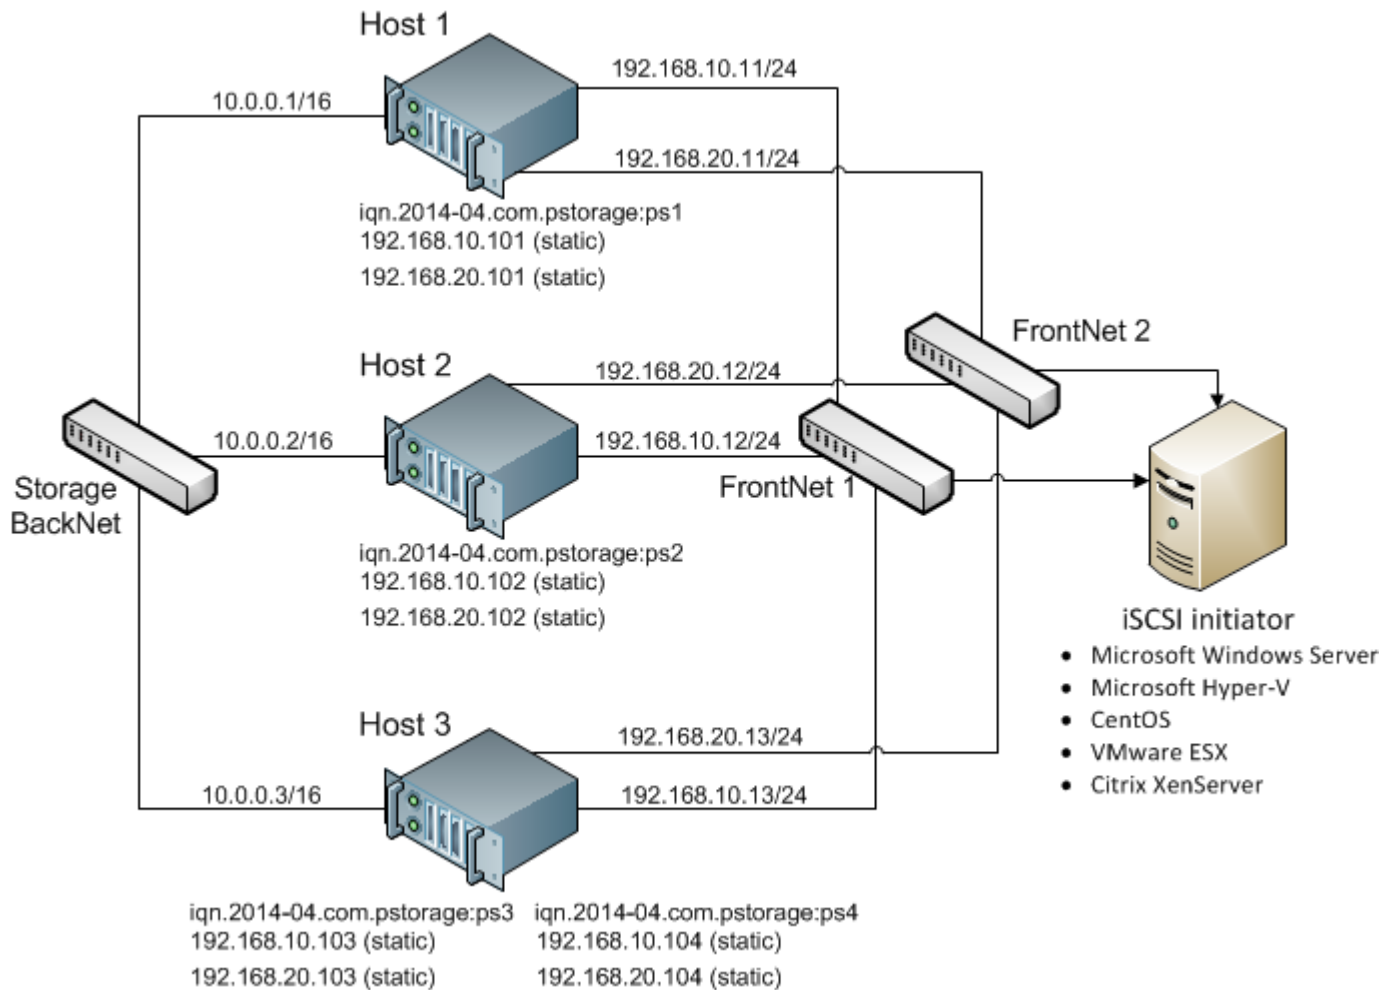 Host 1
192.168.10.11/24
10.0.0.1/16
192.168.20.11/24
iqn.2014-04.com.pstorage:ps1
192.168.10.101 (static)
192.168.20.101 (static)
FrontNet 2
Host 2
192.168.20.12/24
10.0.0.2/16
192.168.10.12/24
Storage
BackNet
FrontNet 1
iqn.2014-04.com.pstorage:ps2
192.168.10.102 (static)
192.168.20.102 (static)
iSCSI initiator
• Microsoft Windows Server
• Microsoft Hyper-V
• CentOS
• VMware ESX
• Citrix XenServer
Host 3
192.168.20.13/24
10.0.0.3/16
192.168.10.13/24
iqn.2014-04.com.pstorage:ps3
192.168.10.103 (static)
192.168.20.103 (static)
iqn.2014-04.com.pstorage:ps4
192.168.10.104 (static)
192.168.20.104 (static)